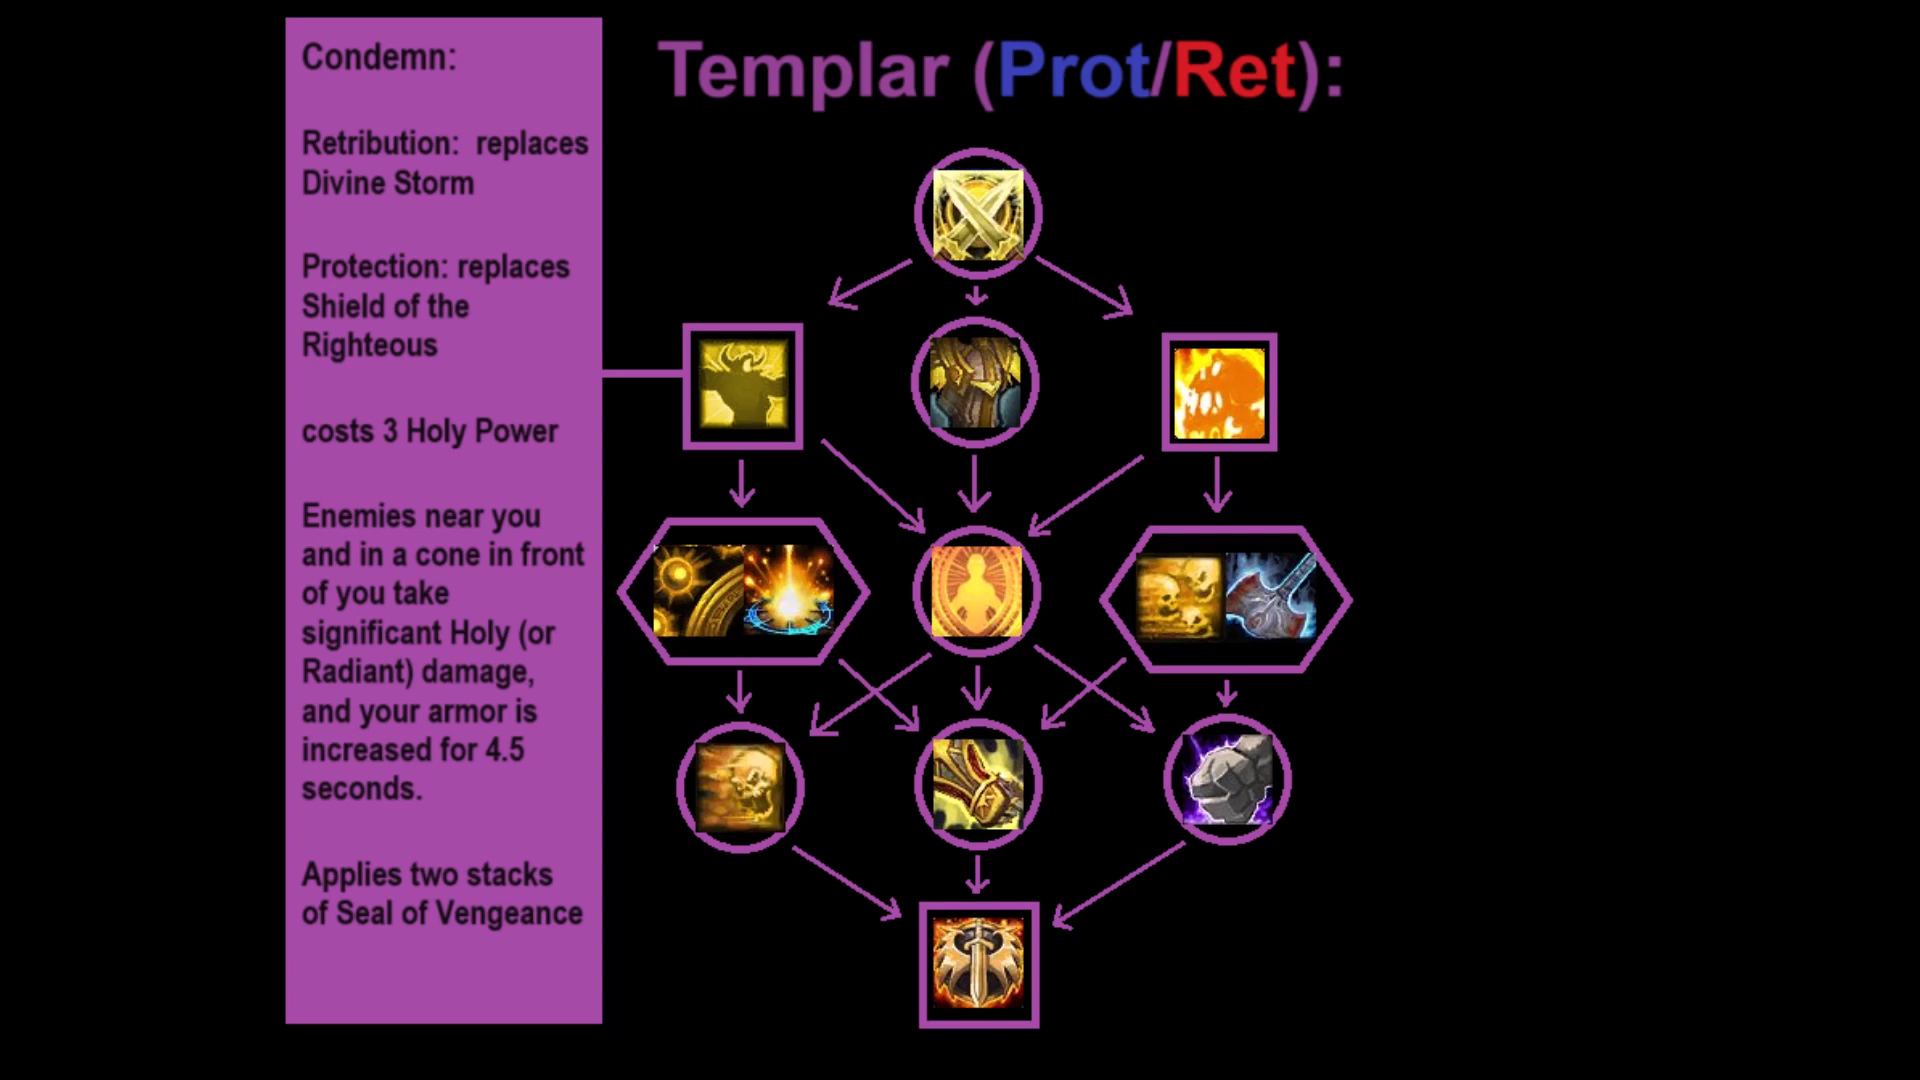 Templar (Prot/Ret):
Condemn:
Retribution: replaces
Divine Storm
Protection: replaces
Shield of the
Righteous
costs 3 Holy Power
Enemies near you
and in a cone in front
of you take
significant Holy (or
Radiant) damage,
and your armor is
increased for 4.5
seconds.
Applies two stacks
of Seal of Vengeance